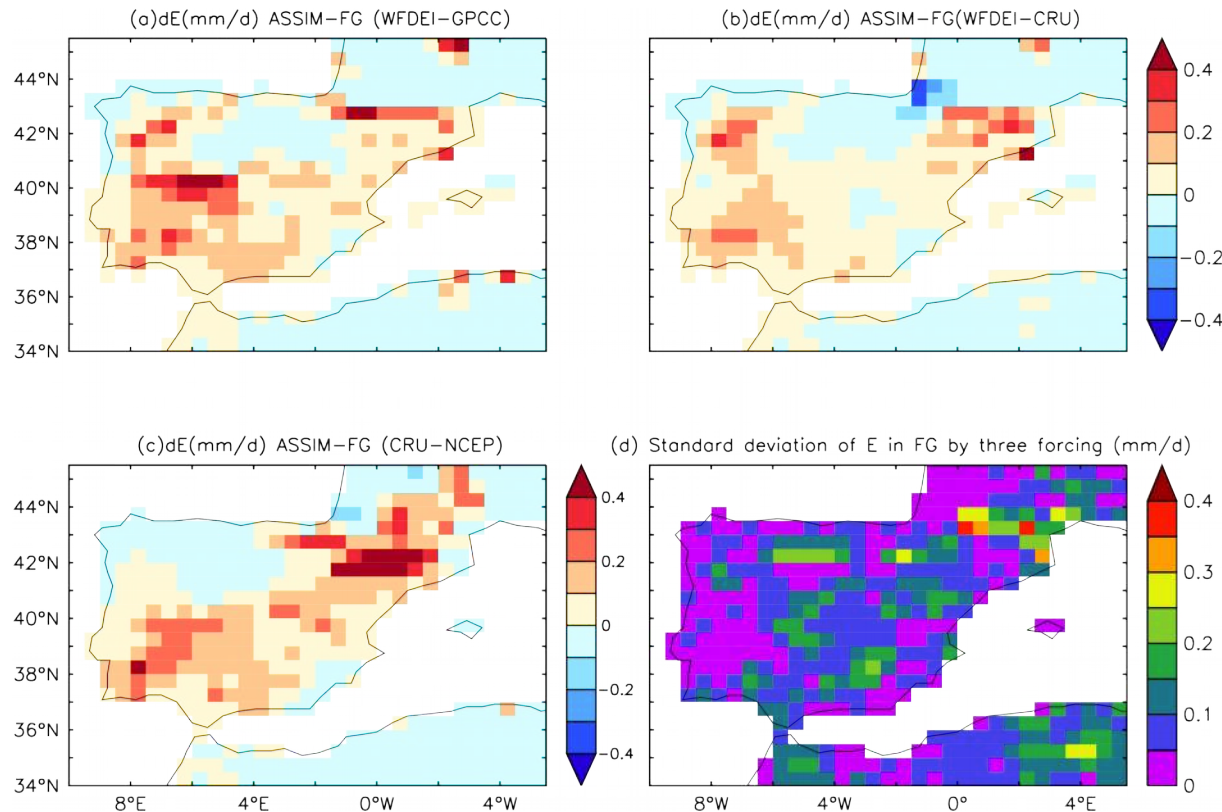 (a)dE(mm/d) ASSIM-FG (WFDEI-GPCC)
(b)dE(mm/d) ASSIM-FG(WFDEI-CRU)
44°N
42°N
40°N
38°N
36°N
34°N
0.4
0.2
0
-0.2
-0.4
(c)dE(mm/d) ASSIM-FG (CRU-NCEP)
(d) Standard deviation of E in FG by three forcing (mm/d)
44°N
42°N
40°N
38°N
36°N
34°N
0.4
0.2
0
-0.2
-0.4
0.4
0.3
0.2
0.1
0
8°E
4°E
0°W
4°W
8°W
4°W
0°E
4°E